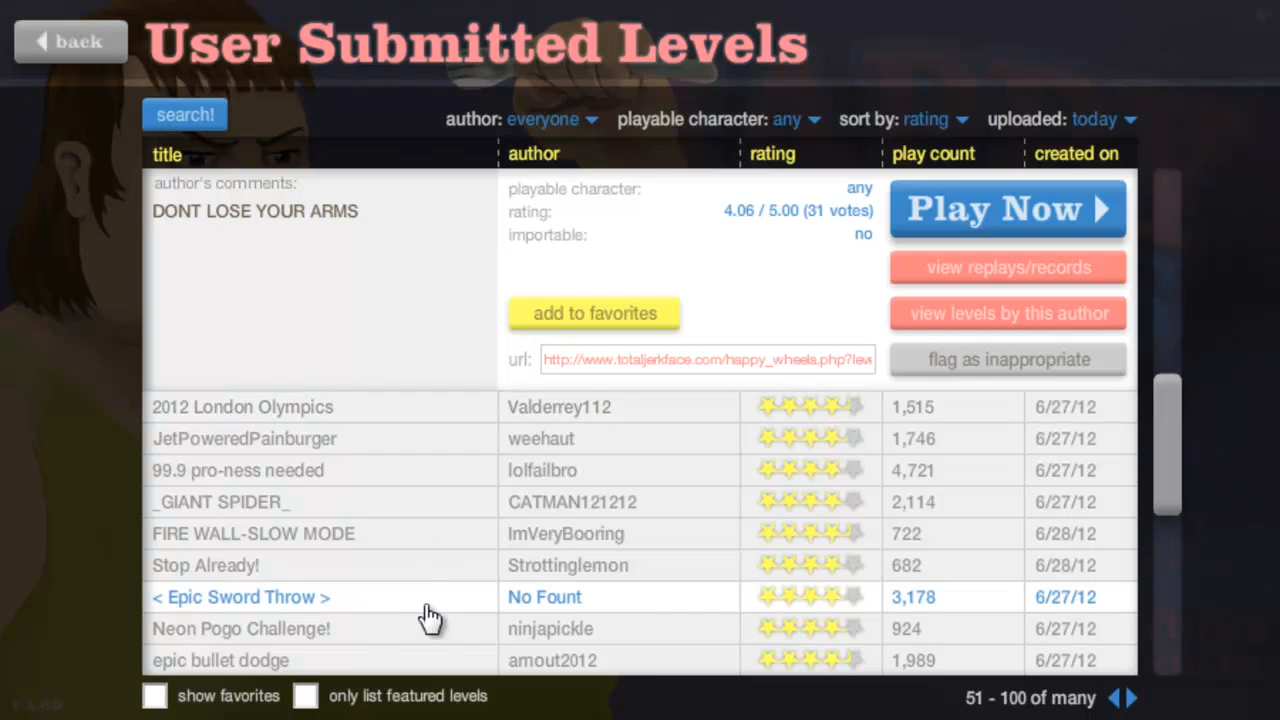 back
User Submitted Levels
search!
author: everyone playable character: any sort by: rating uploaded: today
title author rating play count created on
author's comments:
DONT LOSE YOUR ARMS
playable character: any
rating: 4.06 / 5.00 (31 votes)
importable: no
add to favorites
url: http://www.totaljerkface.com/happy_wheels.php?lev
Play Now
view replays/records
view levels by this author
flag as inappropriate
2012 London Olympics Valderrey112 1,515 6/27/12
JetPoweredPainburger weehaut 1,746 6/27/12
99.9 pro-ness needed lolfailbro 4,721 6/27/12
_GIANT SPIDER_ CATMAN121212 2,114 6/27/12
FIRE WALL-SLOW MODE ImVeryBooring 722 6/28/12
Stop Already! Strottinglemon 682 6/28/12
< Epic Sword Throw > No Fount 3,178 6/27/12
Neon Pogo Challenge! ninjapickle 924 6/27/12
epic bullet dodge arnout2012 1,989 6/27/12
show favorites only list featured levels 51 - 100 of many